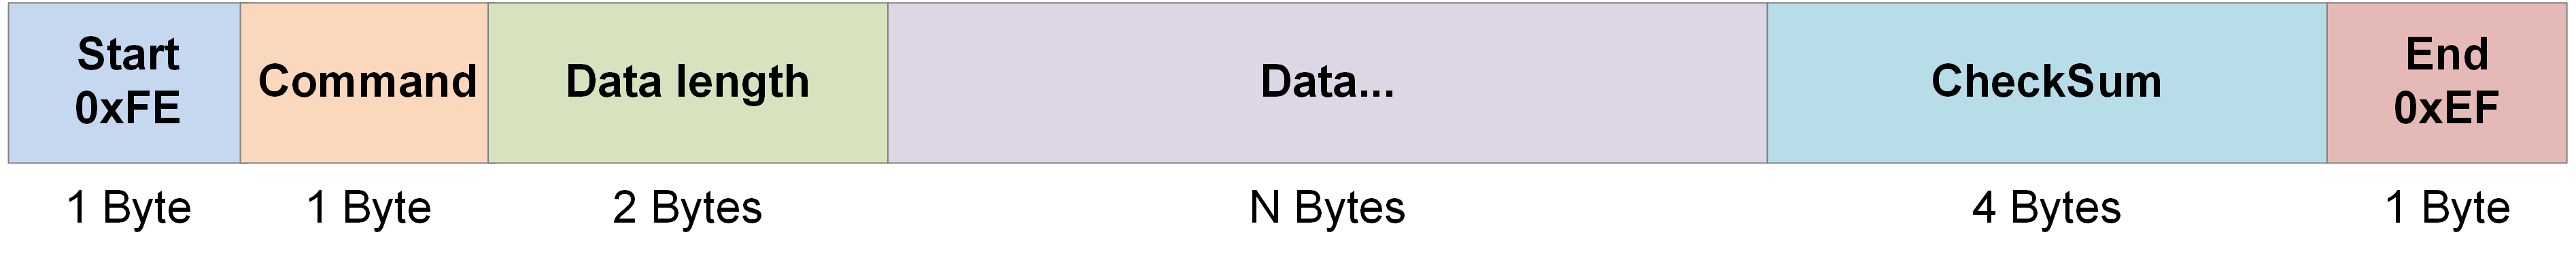 Start
0xFE
Command
Data length
Data...
CheckSum
End
0xEF
1 Byte
1 Byte
2 Bytes
N Bytes
4 Bytes
1 Byte